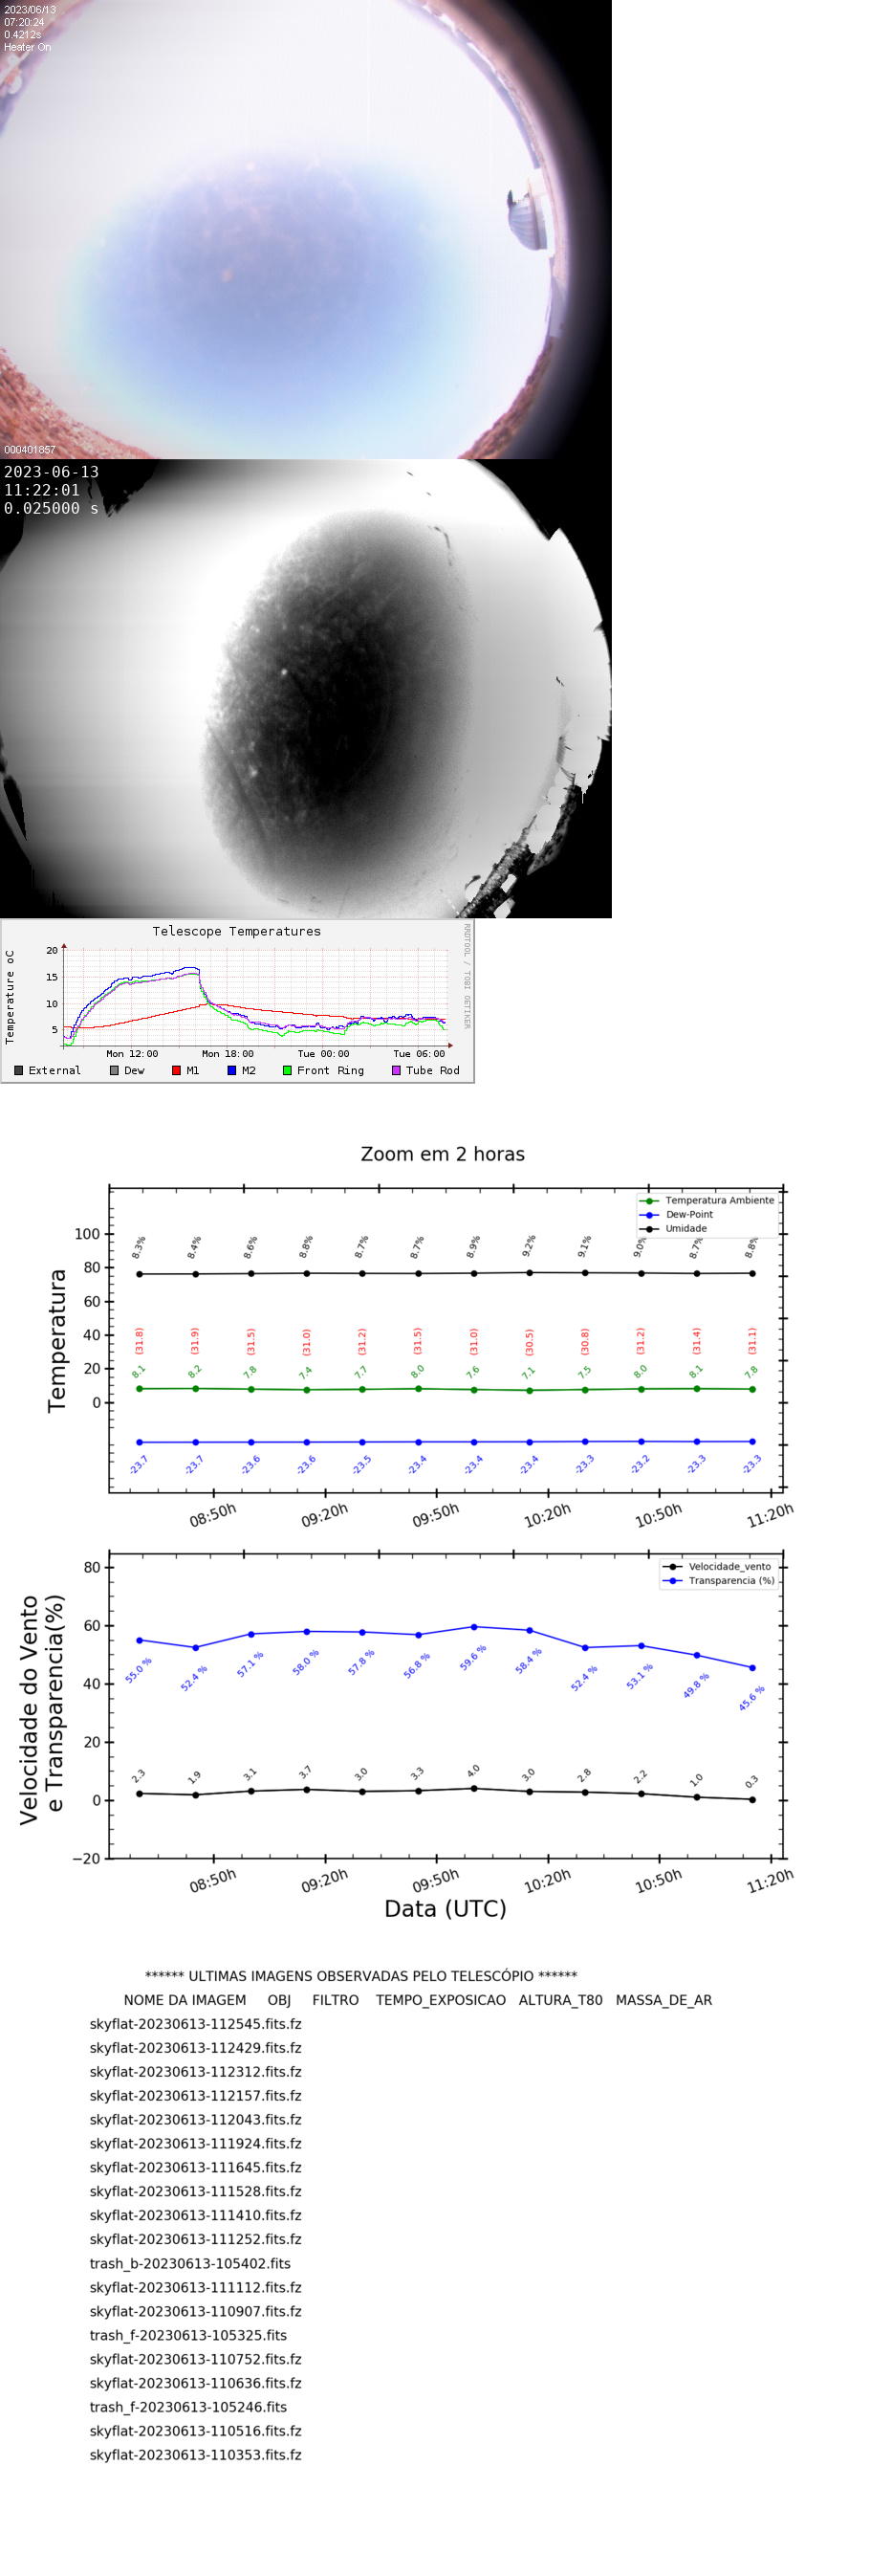 2023/06/13
07:20:24
0.4212s
Heater On
000401857
2023-06-13
11:22:01
0.025000 s
Telescope Temperatures
RRDTOOL / TOBI OETIKER
Temperature oC
20
15
10
5
Mon 12:00 Mon 18:00 Tue 00:00 Tue 06:00
External Dew M1 M2 Front Ring Tube Rod
Zoom em 2 horas
Temperatura Ambiente
Dew-Point
Umidade
Temperatura
100
80
60
40
20
0
8.3% 8.4% 8.6% 8.8% 8.7% 8.7% 8.9% 9.2% 9.1% 9.0% 8.7% 8.8%
(31.8) (31.9) (31.5) (31.0) (31.2) (31.5) (31.0) (30.5) (30.8) (31.2) (31.4) (31.1)
8.1 8.2 7.8 7.4 7.7 8.0 7.6 7.1 7.5 8.0 8.1 7.8
-23.7 -23.7 -23.6 -23.6 -23.5 -23.4 -23.4 -23.4 -23.3 -23.2 -23.3 -23.3
08:50h 09:20h 09:50h 10:20h 10:50h 11:20h
Velocidade_vento
Transparencia (%)
Velocidade do Vento
e Transparencia(%)
80
60
40
20
0
−20
55.0 % 52.4 % 57.1 % 58.0 % 57.8 % 56.8 % 59.6 % 58.4 % 52.4 % 53.1 % 49.8 % 45.6 %
2.3 1.9 3.1 3.7 3.0 3.3 4.0 3.0 2.8 2.2 1.0 0.3
08:50h 09:20h 09:50h 10:20h 10:50h 11:20h
Data (UTC)
****** ULTIMAS IMAGENS OBSERVADAS PELO TELESCÓPIO ******
NOME DA IMAGEM OBJ FILTRO TEMPO_EXPOSICAO ALTURA_T80 MASSA_DE_AR
skyflat-20230613-112545.fits.fz
skyflat-20230613-112429.fits.fz
skyflat-20230613-112312.fits.fz
skyflat-20230613-112157.fits.fz
skyflat-20230613-112043.fits.fz
skyflat-20230613-111924.fits.fz
skyflat-20230613-111645.fits.fz
skyflat-20230613-111528.fits.fz
skyflat-20230613-111410.fits.fz
skyflat-20230613-111252.fits.fz
trash_b-20230613-105402.fits
skyflat-20230613-111112.fits.fz
skyflat-20230613-110907.fits.fz
trash_f-20230613-105325.fits
skyflat-20230613-110752.fits.fz
skyflat-20230613-110636.fits.fz
trash_f-20230613-105246.fits
skyflat-20230613-110516.fits.fz
skyflat-20230613-110353.fits.fz